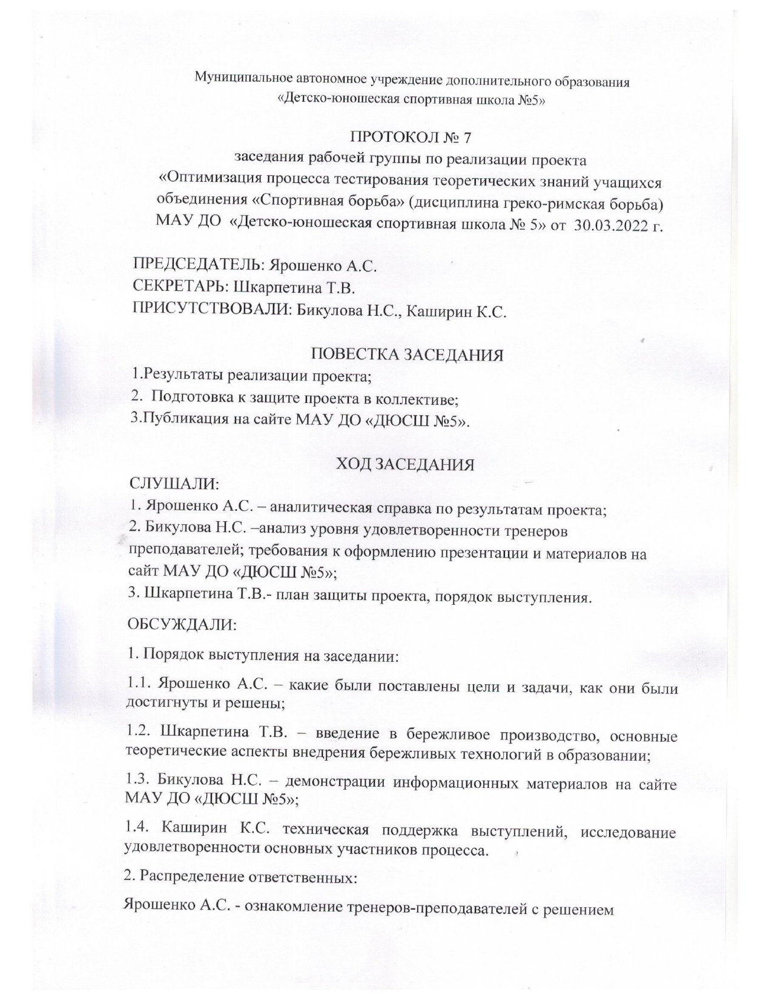 Муниципальное автономное учреждение дополнительного образования
«Детско-юношеская спортивная школа №5»
ПРОТОКОЛ № 7
заседания рабочей группы по реализации проекта
«Оптимизация процесса тестирования теоретических знаний учащихся
объединения «Спортивная борьба» (дисциплина греко-римская борьба)
МАУ ДО «Детско-юношеская спортивная школа № 5» от 30.03.2022 г.
ПРЕДСЕДАТЕЛЬ: Ярошенко А.С.
СЕКРЕТАРЬ: Шкарпетина Т.В.
ПРИСУТСТВОВАЛИ: Бикулова Н.С., Каширин К.С.
ПОВЕСТКА ЗАСЕДАНИЯ
1.Результаты реализации проекта;
2. Подготовка к защите проекта в коллективе;
3.Публикация на сайте МАУ ДО «ДЮСШ №5».
ХОД ЗАСЕДАНИЯ
СЛУШАЛИ:
1. Ярошенко А.С. – аналитическая справка по результатам проекта;
2. Бикулова Н.С. –анализ уровня удовлетворенности тренеров
преподавателей; требования к оформлению презентации и материалов на
сайт МАУ ДО «ДЮСШ №5»;
3. Шкарпетина Т.В.- план защиты проекта, порядок выступления.
ОБСУЖДАЛИ:
1. Порядок выступления на заседании:
1.1. Ярошенко А.С. – какие были поставлены цели и задачи, как они были
достигнуты и решены;
1.2. Шкарпетина Т.В. – введение в бережливое производство, основные
теоретические аспекты внедрения бережливых технологий в образовании;
1.3. Бикулова Н.С. – демонстрации информационных материалов на сайте
МАУ ДО «ДЮСШ №5»;
1.4. Каширин К.С. техническая поддержка выступлений, исследование
удовлетворенности основных участников процесса.
2. Распределение ответственных:
Ярошенко А.С. - ознакомление тренеров-преподавателей с решением